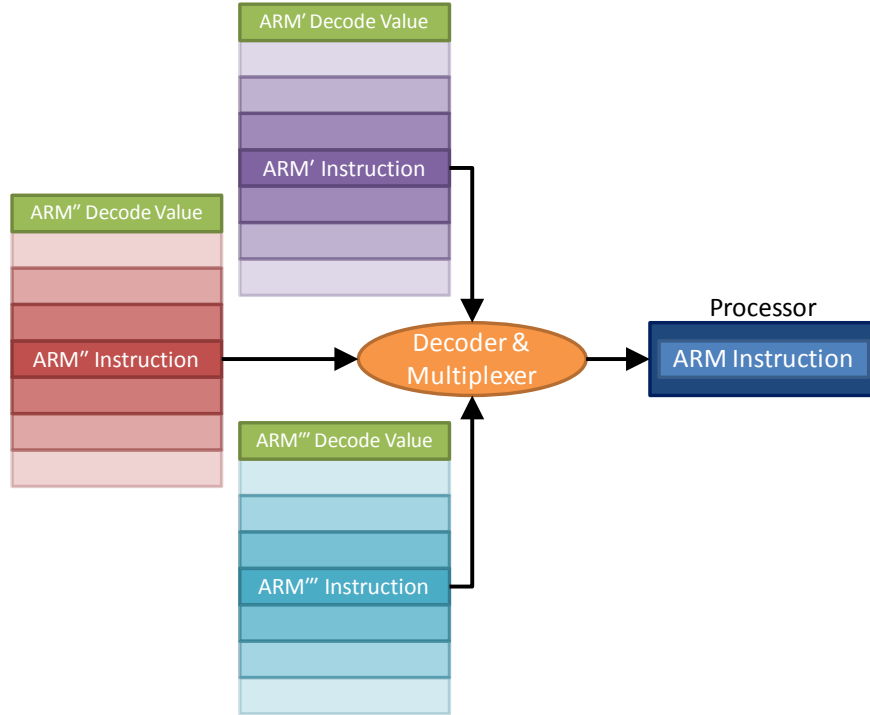 ARM′ Decode Value
ARM′ Instruction
ARM″ Decode Value
ARM″ Instruction
ARM‴ Decode Value
ARM‴ Instruction
Decoder &
Multiplexer
Processor
ARM Instruction